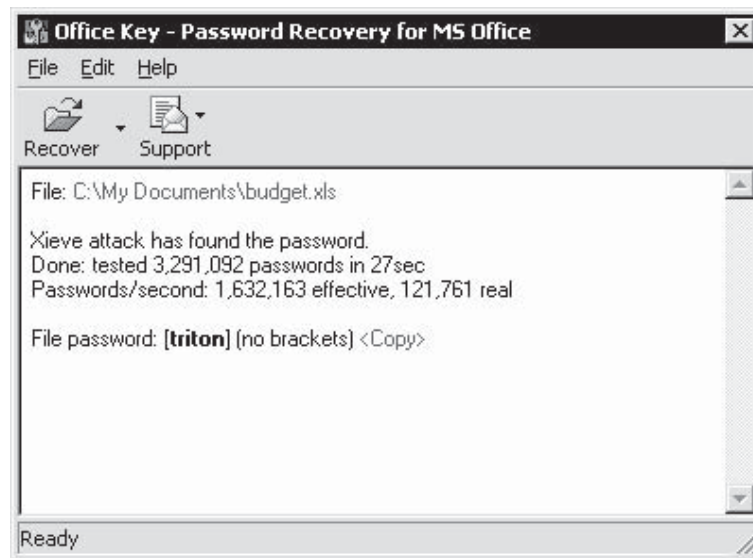 Office Key - Password Recovery for MS Office
File Edit Help
Recover Support
File: C:\My Documents\budget.xls
Xieve attack has found the password.
Done: tested 3,291,092 passwords in 27sec
Passwords/second: 1,632,163 effective, 121,761 real
File password: [triton] (no brackets) <Copy>
Ready